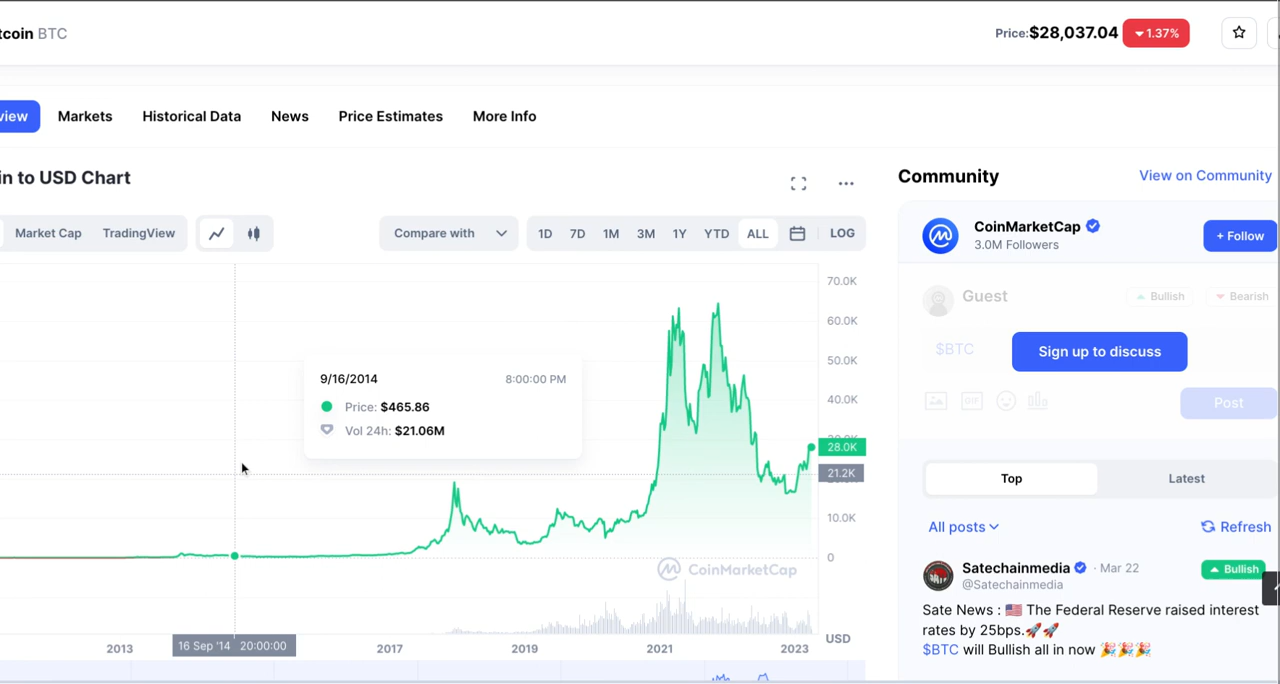 tcoin BTC
Price:$28,037.04 1.37%
view Markets Historical Data News Price Estimates More Info
in to USD Chart
Market Cap TradingView
Compare with
1D 7D 1M 3M 1Y YTD ALL LOG
70.0K
60.0K
50.0K
40.0K
28.0K
21.2K
10.0K
0
9/16/2014 8:00:00 PM
Price: $465.86
Vol 24h: $21.06M
CoinMarketCap
2013 16 Sep '14 20:00:00 2017 2019 2021 2023
USD
Community View on Community
CoinMarketCap
3.0M Followers
+ Follow
Guest Bullish Bearish
$BTC
Sign up to discuss
GIF
Post
Top Latest
All posts Refresh
Satechainmedia · Mar 22 Bullish
@Satechainmedia
Sate News : 🇺🇸 The Federal Reserve raised interest
rates by 25bps.🚀🚀
$BTC will Bullish all in now 🎉🎉🎉